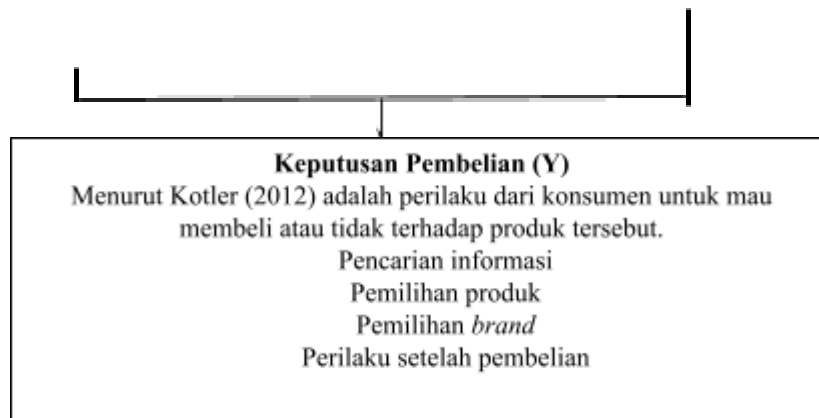 Keputusan Pembelian (Y)
Menurut Kotler (2012) adalah perilaku dari konsumen untuk mau
membeli atau tidak terhadap produk tersebut.
Pencarian informasi
Pemilihan produk
Pemilihan brand
Perilaku setelah pembelian